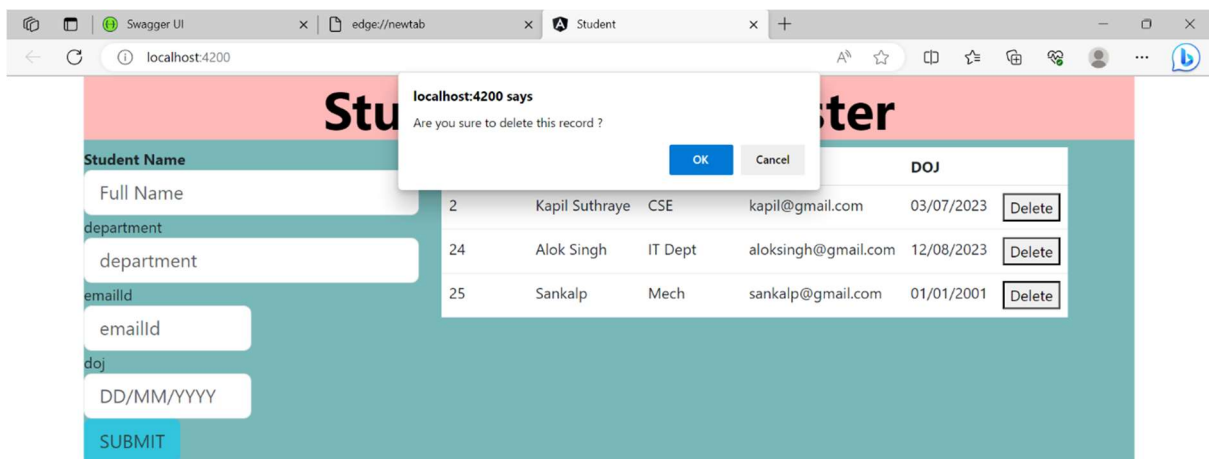 Swagger UI
edge://newtab
Student
localhost:4200
localhost:4200 says
Are you sure to delete this record ?
OK Cancel
Stu ster
Student Name
Full Name
department
department
emailId
emailId
doj
DD/MM/YYYY
SUBMIT
DOJ
2 Kapil Suthraye CSE kapil@gmail.com 03/07/2023 Delete
24 Alok Singh IT Dept aloksingh@gmail.com 12/08/2023 Delete
25 Sankalp Mech sankalp@gmail.com 01/01/2001 Delete